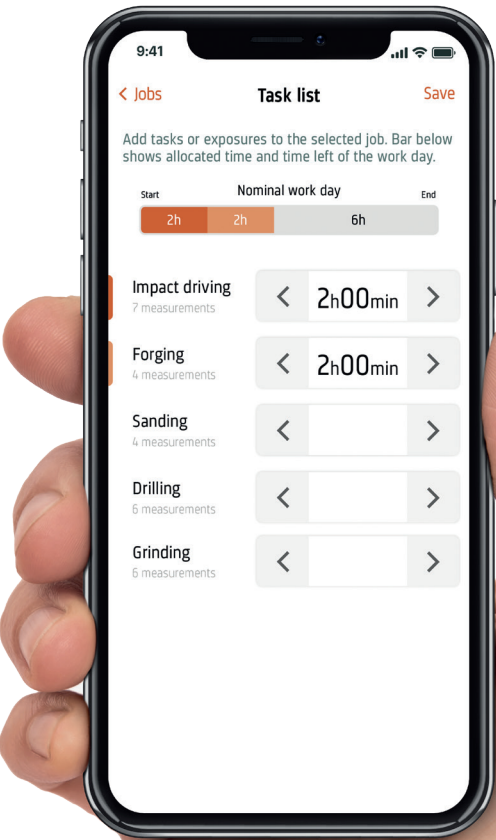 9:41
Jobs
Task list
Save
Add tasks or exposures to the selected job. Bar below
shows allocated time and time left of the work day.
Start
Nominal work day
End
2h
2h
6h
Impact driving
7 measurements
2h00min
Forging
4 measurements
2h00min
Sanding
4 measurements
Drilling
6 measurements
Grinding
6 measurements